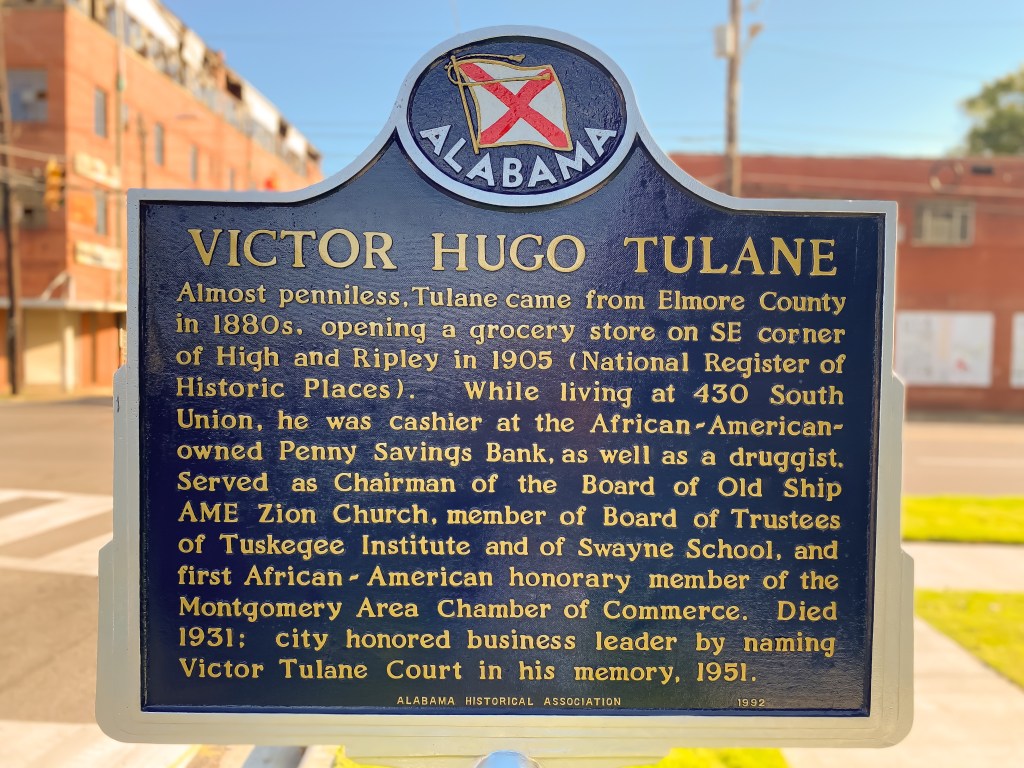 ALABAMA
VICTOR HUGO TULANE
Almost penniless, Tulane came from Elmore County
in 1880s, opening a grocery store on SE corner
of High and Ripley in 1905 (National Register of
Historic Places). While living at 430 South
Union, he was cashier at the African-American-
owned Penny Savings Bank, as well as a druggist.
Served as Chairman of the Board of Old Ship
AME Zion Church, member of Board of Trustees
of Tuskegee Institute and of Swayne School, and
first African-American honorary member of the
Montgomery Area Chamber of Commerce. Died
1931; city honored business leader by naming
Victor Tulane Court in his memory, 1951.
ALABAMA HISTORICAL ASSOCIATION 1992